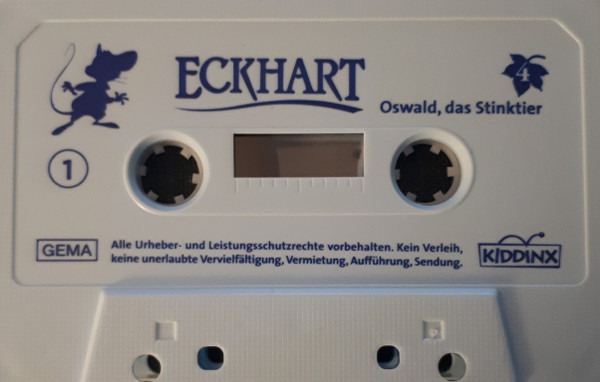 ECKHART
4
Oswald, das Stinktier
1
GEMA
Alle Urheber- und Leistungsschutzrechte vorbehalten. Kein Verleih,
keine unerlaubte Vervielfältigung, Vermietung, Aufführung, Sendung.
KIDDINX